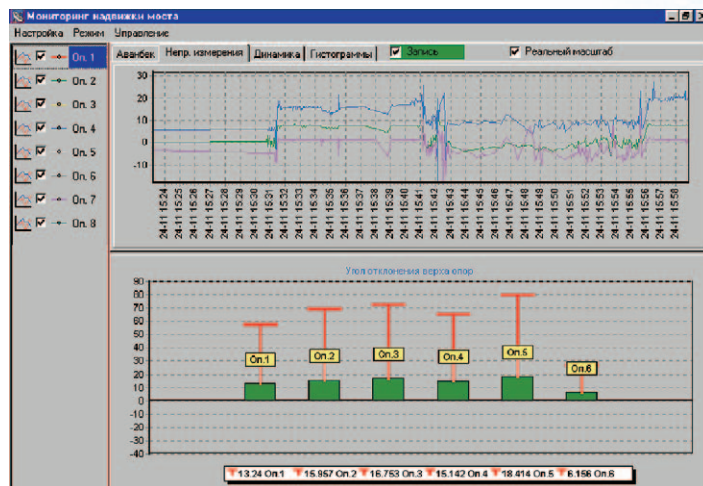 Мониторинг надвижки моста
Настройка Режим Управление
Аванбек Непр. измерения Динамика Гистограммы Запись Реальный масштаб
Оп. 1
Оп. 2
Оп. 3
Оп. 4
Оп. 5
Оп. 6
Оп. 7
Оп. 8
30
20
10
0
-10
24-11 15:24 24-11 15:25 24-11 15:27 24-11 15:28 24-11 15:29 24-11 15:30 24-11 15:31 24-11 15:32 24-11 15:34 24-11 15:35 24-11 15:36 24-11 15:37 24-11 15:38 24-11 15:39 24-11 15:40 24-11 15:41 24-11 15:42 24-11 15:43 24-11 15:44 24-11 15:45 24-11 15:46 24-11 15:47 24-11 15:48 24-11 15:49 24-11 15:50 24-11 15:51 24-11 15:52 24-11 15:53 24-11 15:54 24-11 15:55 24-11 15:56 24-11 15:57 24-11 15:58
Угол отклонения верха опор
90
80
70
60
50
40
30
20
10
0
-10
-20
-30
-40
Оп.1 Оп.2 Оп.3 Оп.4 Оп.5 Оп.6
13.24 Оп.1 15.957 Оп.2 16.753 Оп.3 15.142 Оп.4 18.414 Оп.5 6.156 Оп.6